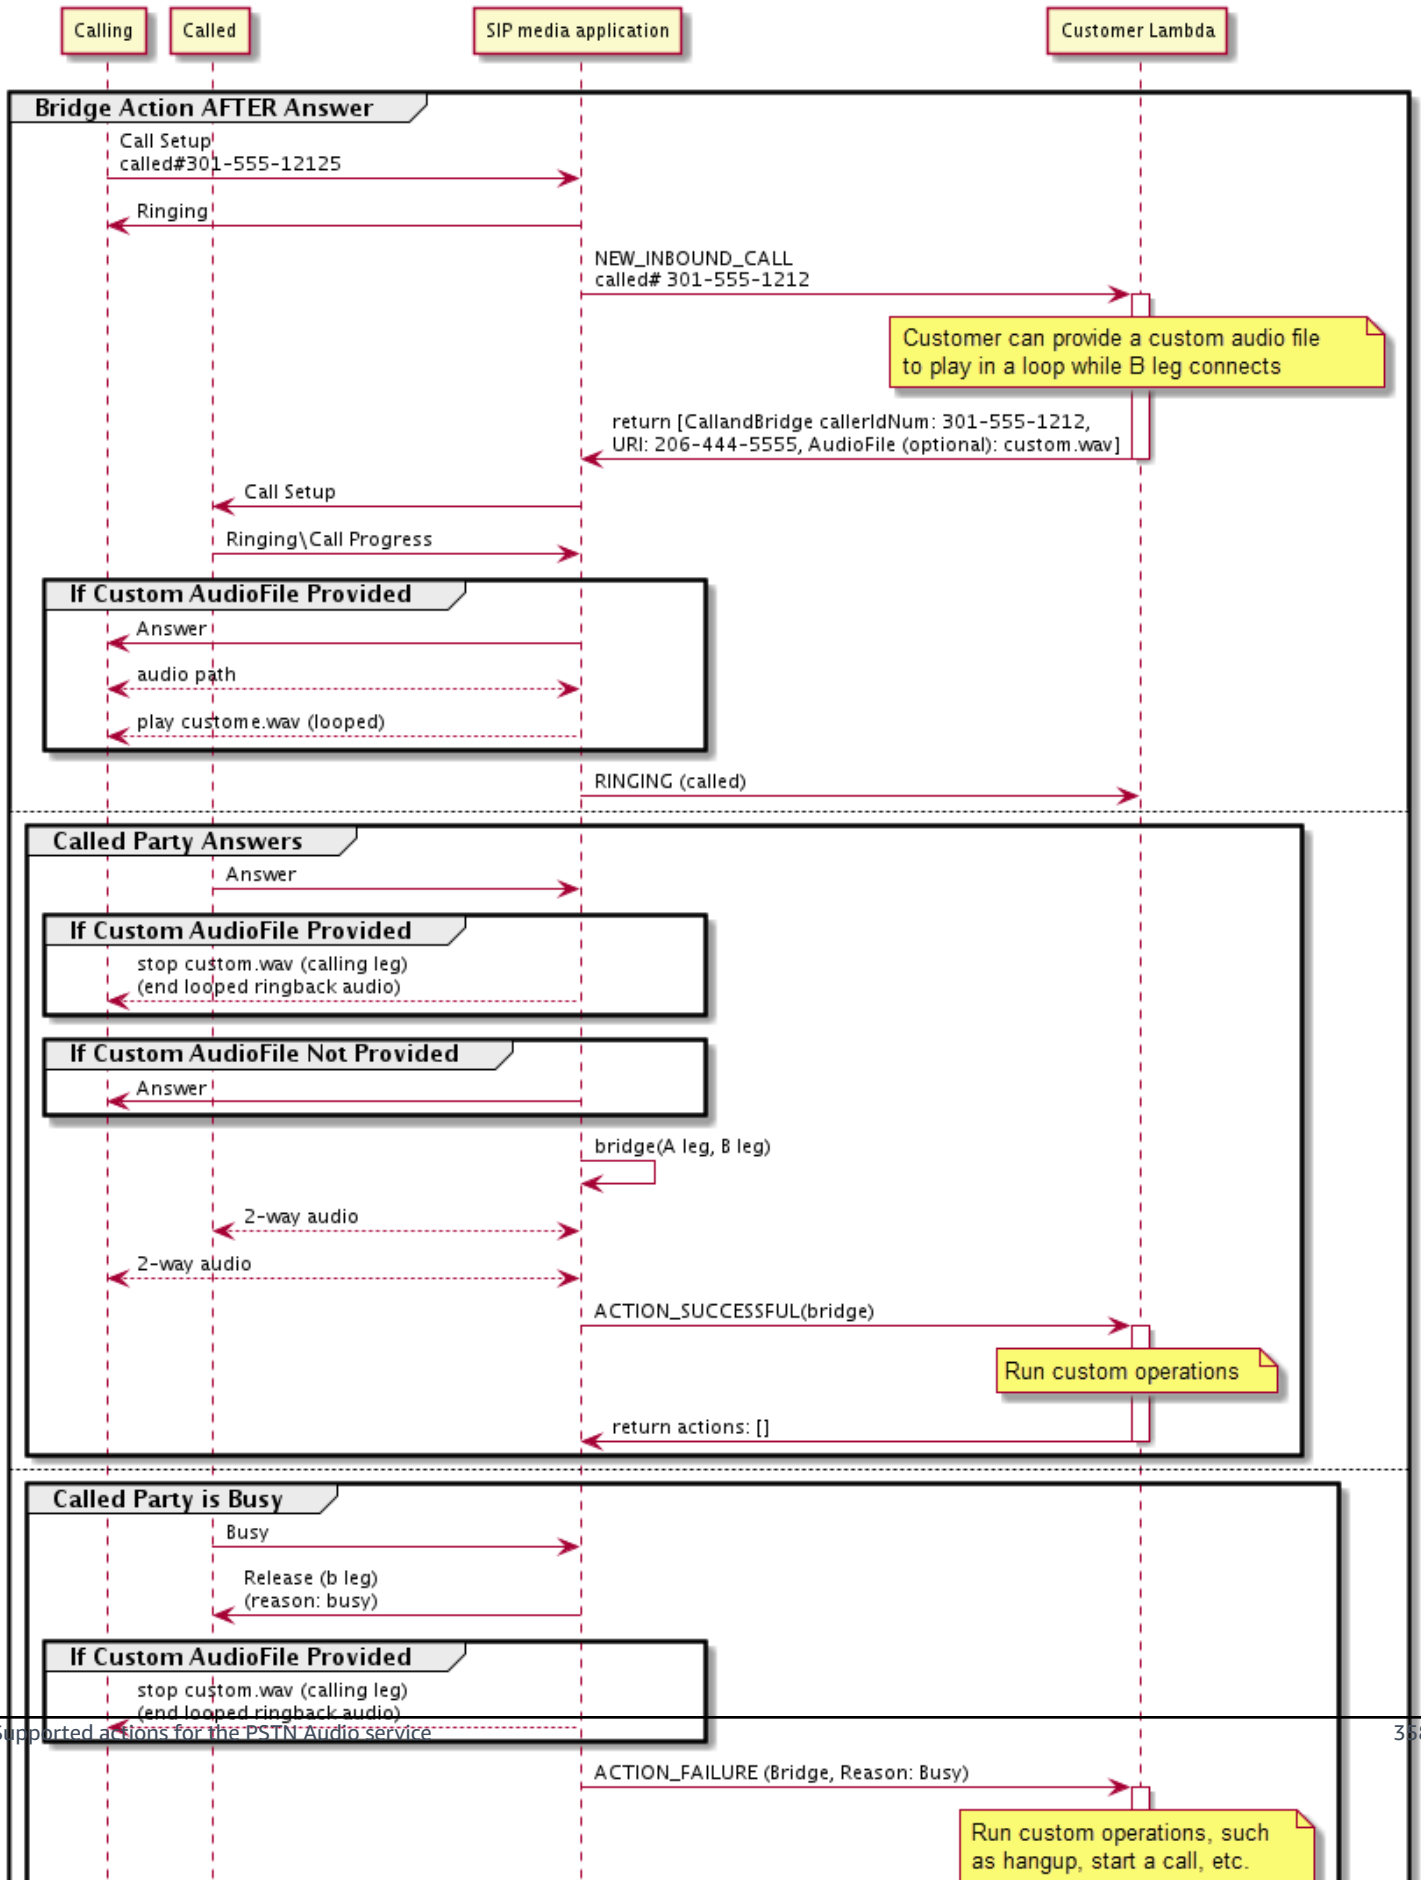 Calling
Called
SIP media application
Customer Lambda
Bridge Action AFTER Answer
Call Setup
called#301-555-12125
Ringing
NEW_INBOUND_CALL
called# 301-555-1212
Customer can provide a custom audio file
to play in a loop while B leg connects
return [CallandBridge callerIdNum: 301-555-1212,
URI: 206-444-5555, AudioFile (optional): custom.wav]
Call Setup
Ringing\Call Progress
If Custom AudioFile Provided
Answer
audio path
play custome.wav (looped)
RINGING (called)
Called Party Answers
Answer
If Custom AudioFile Provided
stop custom.wav (calling leg)
(end looped ringback audio)
If Custom AudioFile Not Provided
Answer
bridge(A leg, B leg)
2-way audio
2-way audio
ACTION_SUCCESSFUL(bridge)
Run custom operations
return actions: []
Called Party is Busy
Busy
Release (b leg)
(reason: busy)
If Custom AudioFile Provided
stop custom.wav (calling leg)
(end looped ringback audio)
Supported actions for the PSTN Audio service
ACTION_FAILURE (Bridge, Reason: Busy)
Run custom operations, such
as hangup, start a call, etc.